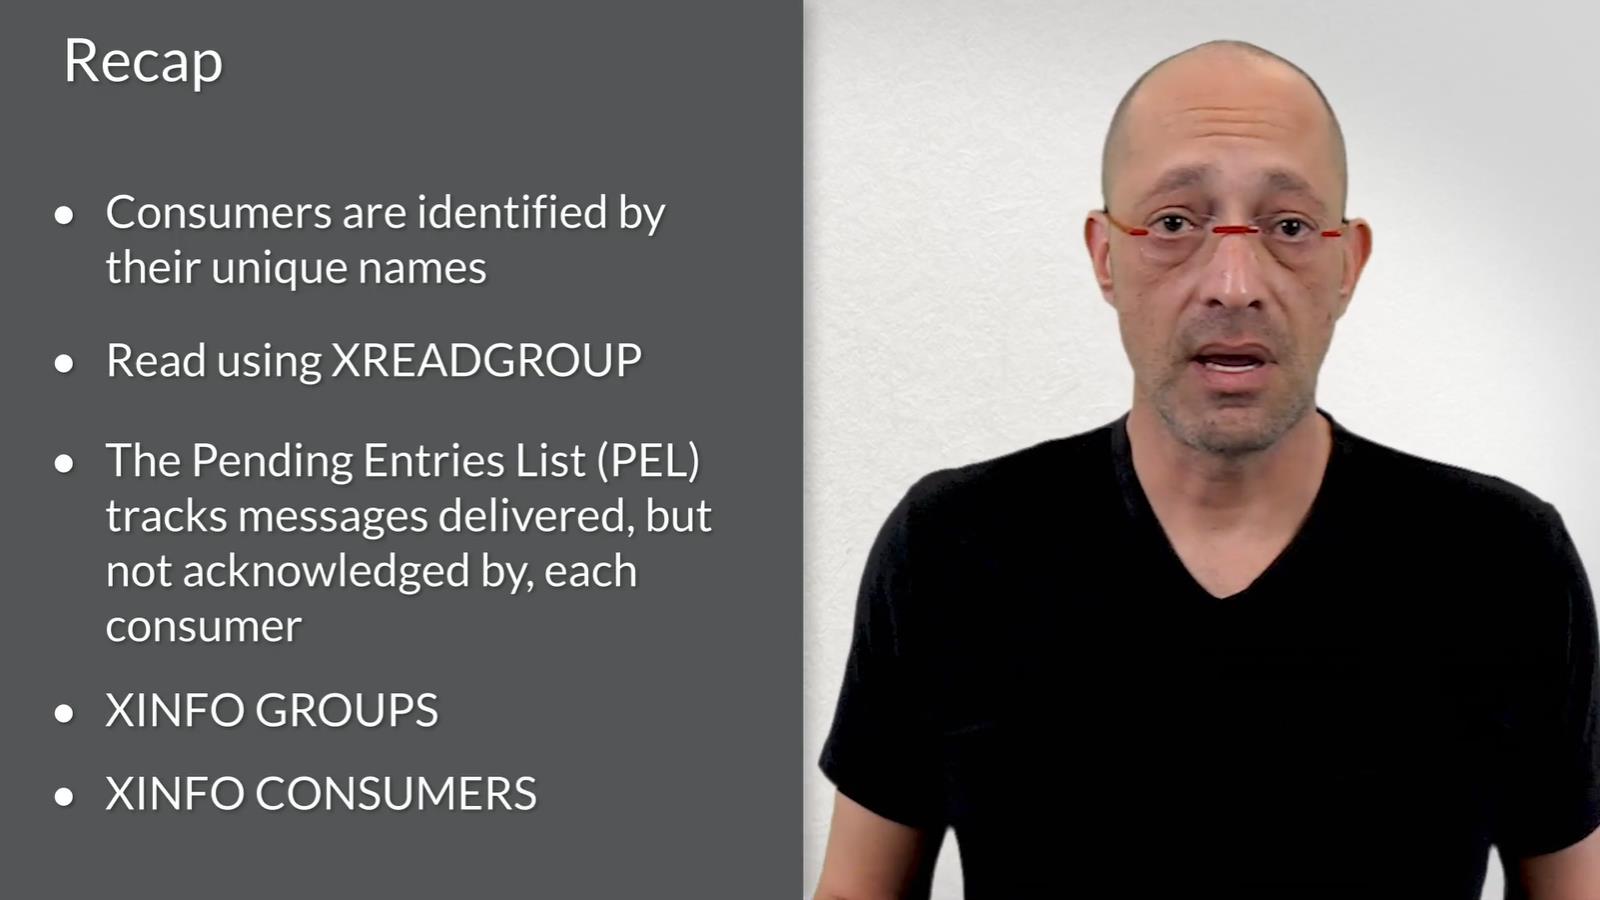 Recap
• Consumers are identified by
their unique names
• Read using XREADGROUP
• The Pending Entries List (PEL)
tracks messages delivered, but
not acknowledged by, each
consumer
• XINFO GROUPS
• XINFO CONSUMERS